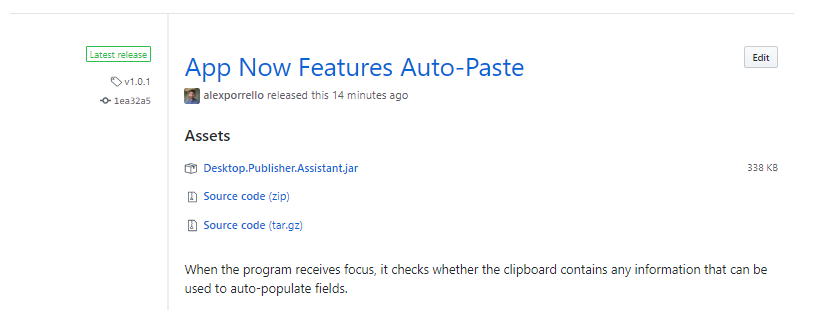 Latest release
v1.0.1
1ea32a5
App Now Features Auto-Paste
Edit
alexporrello released this 14 minutes ago
Assets
Desktop.Publisher.Assistant.jar 338 KB
Source code (zip)
Source code (tar.gz)
When the program receives focus, it checks whether the clipboard contains any information that can be
used to auto-populate fields.